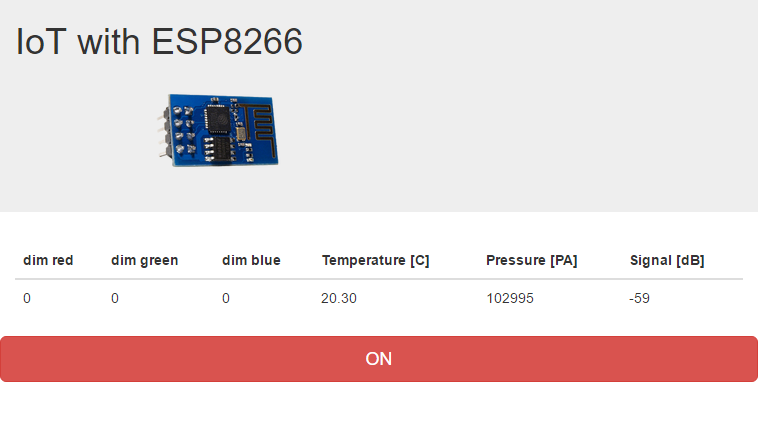 IoT with ESP8266
dim red dim green dim blue Temperature [C] Pressure [PA] Signal [dB]
0 0 0 20.30 102995 -59
ON